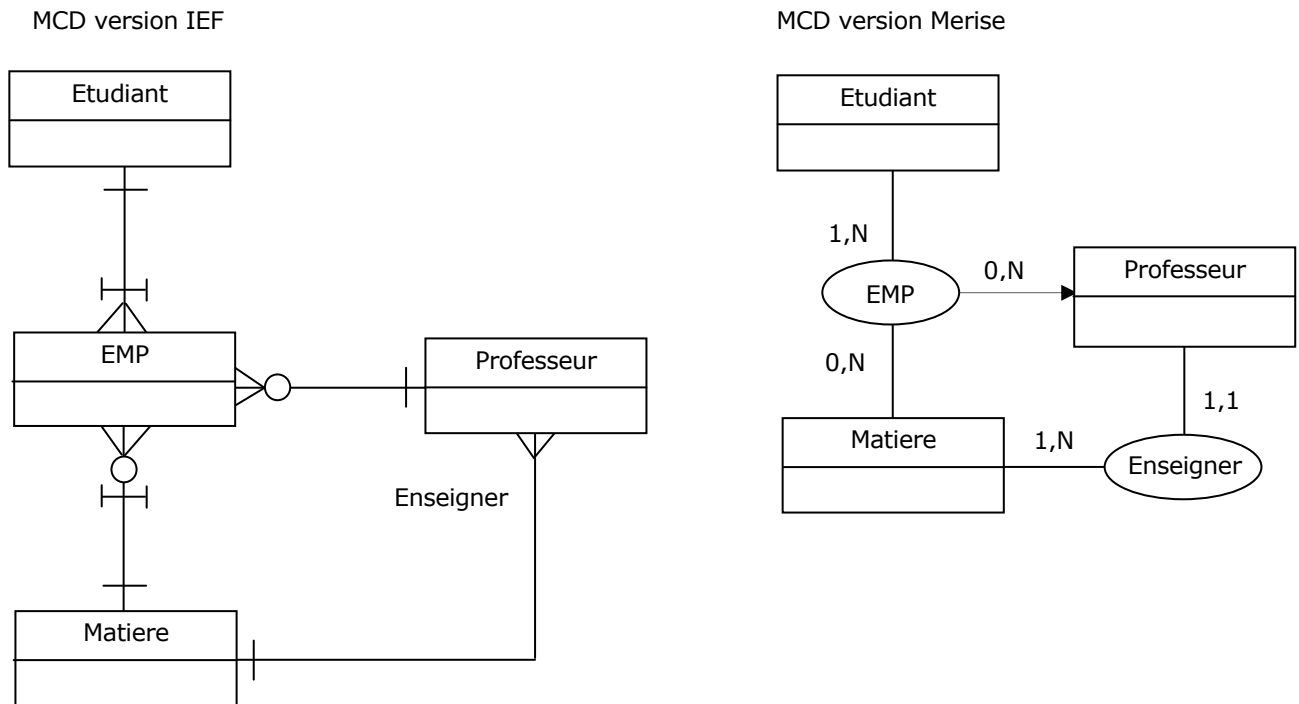 MCD version IEF
Etudiant
EMP
Professeur
Enseigner
Matiere
MCD version Merise
Etudiant
1,N
EMP
0,N
Professeur
0,N
1,1
Matiere
1,N
Enseigner